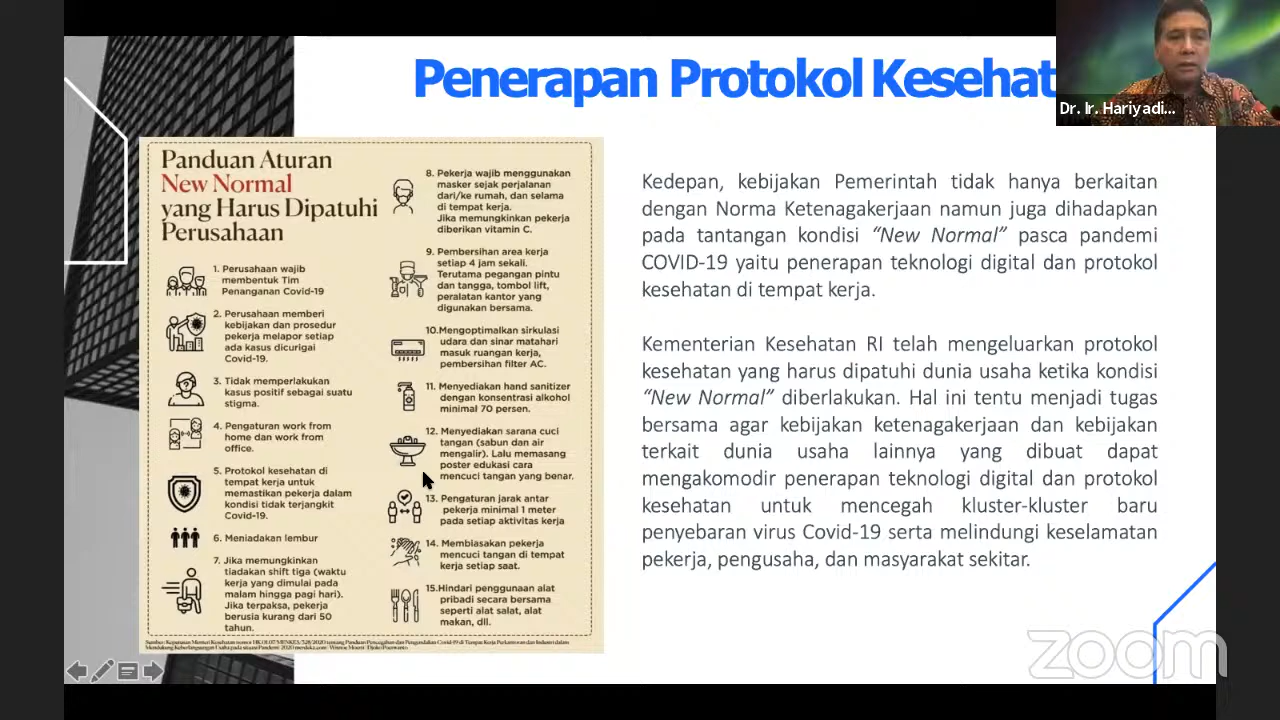 Penerapan Protokol Kesehat
Dr. Ir. Hariyadi...
Panduan Aturan
New Normal
yang Harus Dipatuhi
Perusahaan
1. Perusahaan wajib
membentuk Tim
Penanganan Covid-19
2. Perusahaan memberi
kebijakan dan prosedur
pekerja melapor setiap
ada kasus dicurigai
Covid-19.
3. Tidak memperlakukan
kasus positif sebagai suatu
stigma.
4. Pengaturan work from
home dan work from
office.
5. Protokol kesehatan di
tempat kerja untuk
memastikan pekerja dalam
kondisi tidak terjangkit
Covid-19.
6. Meniadakan lembur
7. Jika memungkinkan
tiadakan shift tiga (waktu
kerja yang dimulai pada
malam hingga pagi hari).
Jika terpaksa, pekerja
berusia kurang dari 50
tahun.
8. Pekerja wajib menggunakan
masker sejak perjalanan
dari/ke rumah, dan selama
di tempat kerja.
Jika memungkinkan pekerja
diberikan vitamin C.
9. Pembersihan area kerja
setiap 4 jam sekali.
Terutama pegangan pintu
dan tangga, tombol lift,
peralatan kantor yang
digunakan bersama.
10.Mengoptimalkan sirkulasi
udara dan sinar matahari
masuk ruangan kerja,
pembersihan filter AC.
11. Menyediakan hand sanitizer
dengan konsentrasi alkohol
minimal 70 persen.
12. Menyediakan sarana cuci
tangan (sabun dan air
mengalir). Lalu memasang
poster edukasi cara
mencuci tangan yang benar.
13. Pengaturan jarak antar
pekerja minimal 1 meter
pada setiap aktivitas kerja
14. Memblasakan pekerja
mencuci tangan di tempat
kerja setiap saat.
15.Hindari penggunaan alat
pribadi secara bersama
seperti alat salat, alat
makan, dll.
Kedepan, kebijakan Pemerintah tidak hanya berkaitan
dengan Norma Ketenagakerjaan namun juga dihadapkan
pada tantangan kondisi “New Normal” pasca pandemi
COVID-19 yaitu penerapan teknologi digital dan protokol
kesehatan di tempat kerja.
Kementerian Kesehatan RI telah mengeluarkan protokol
kesehatan yang harus dipatuhi dunia usaha ketika kondisi
“New Normal” diberlakukan. Hal ini tentu menjadi tugas
bersama agar kebijakan ketenagakerjaan dan kebijakan
terkait dunia usaha lainnya yang dibuat dapat
mengakomodir penerapan teknologi digital dan protokol
kesehatan untuk mencegah kluster-kluster baru
penyebaran virus Covid-19 serta melindungi keselamatan
pekerja, pengusaha, dan masyarakat sekitar.
zoom